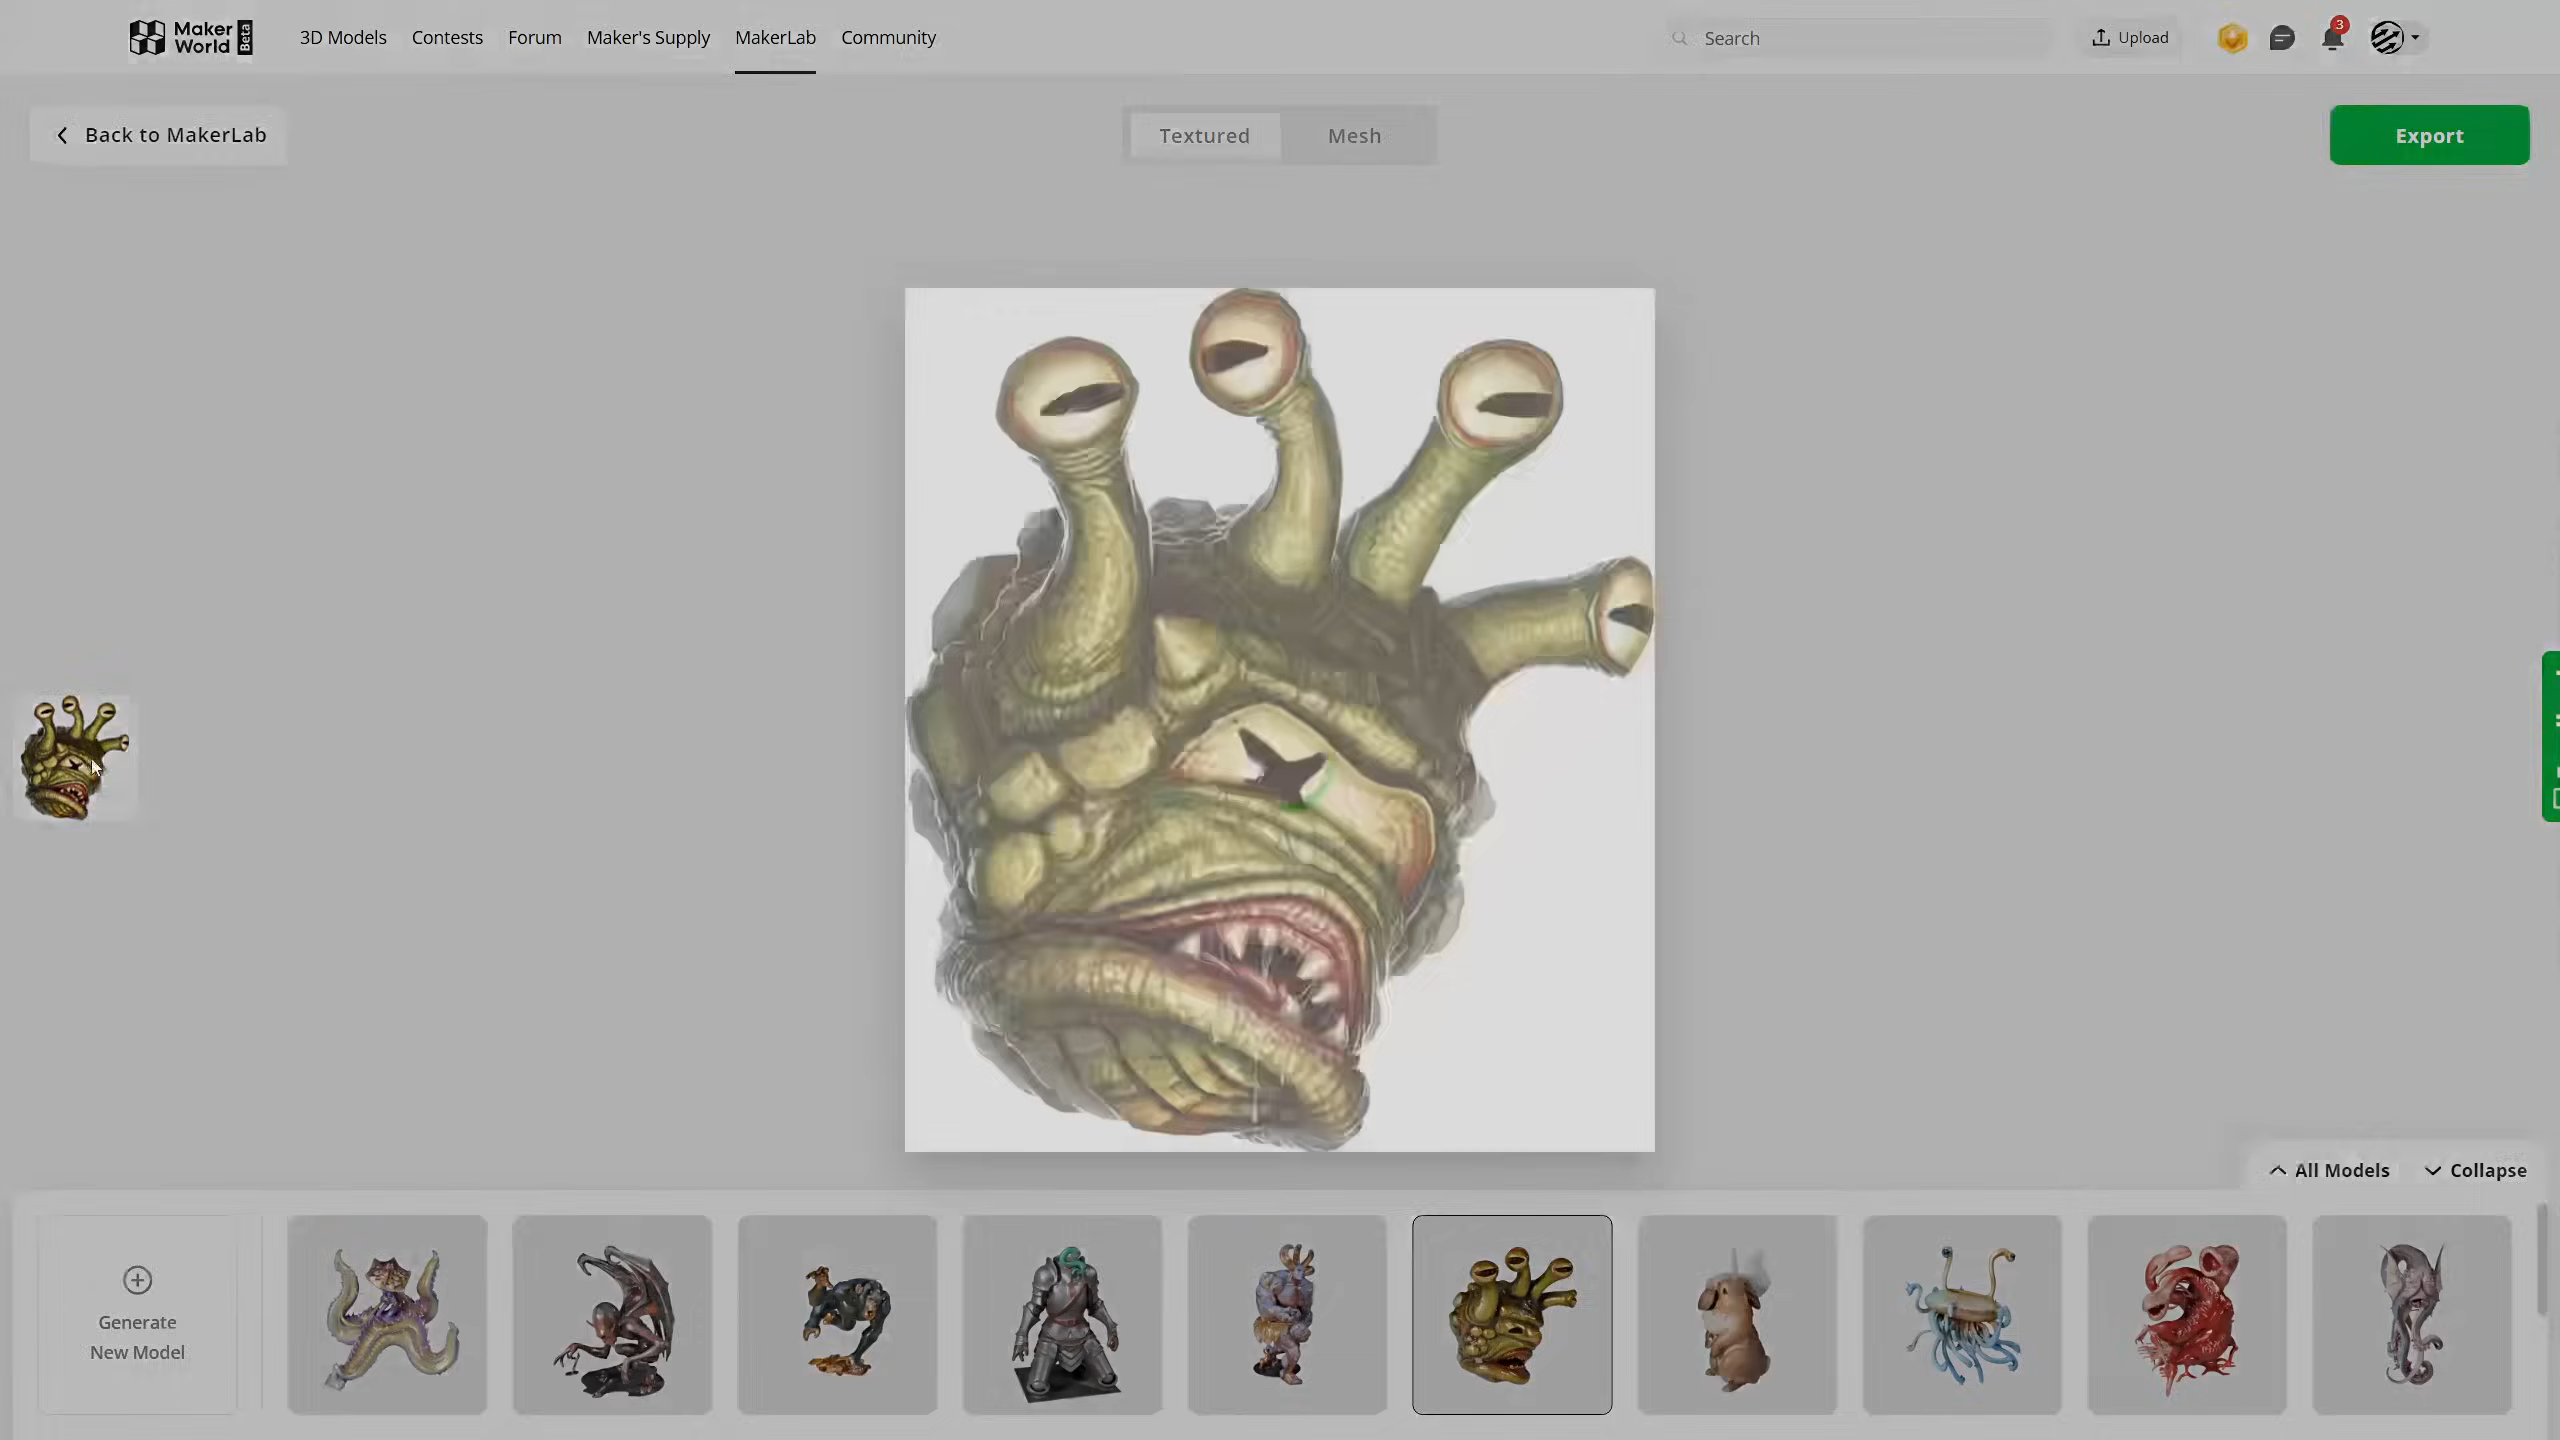 Maker
World
Beta
3D Models
Contests
Forum
Maker's Supply
MakerLab
Community
Search
Upload
3
Back to MakerLab
Textured
Mesh
Export
All Models
Collapse
Generate
New Model